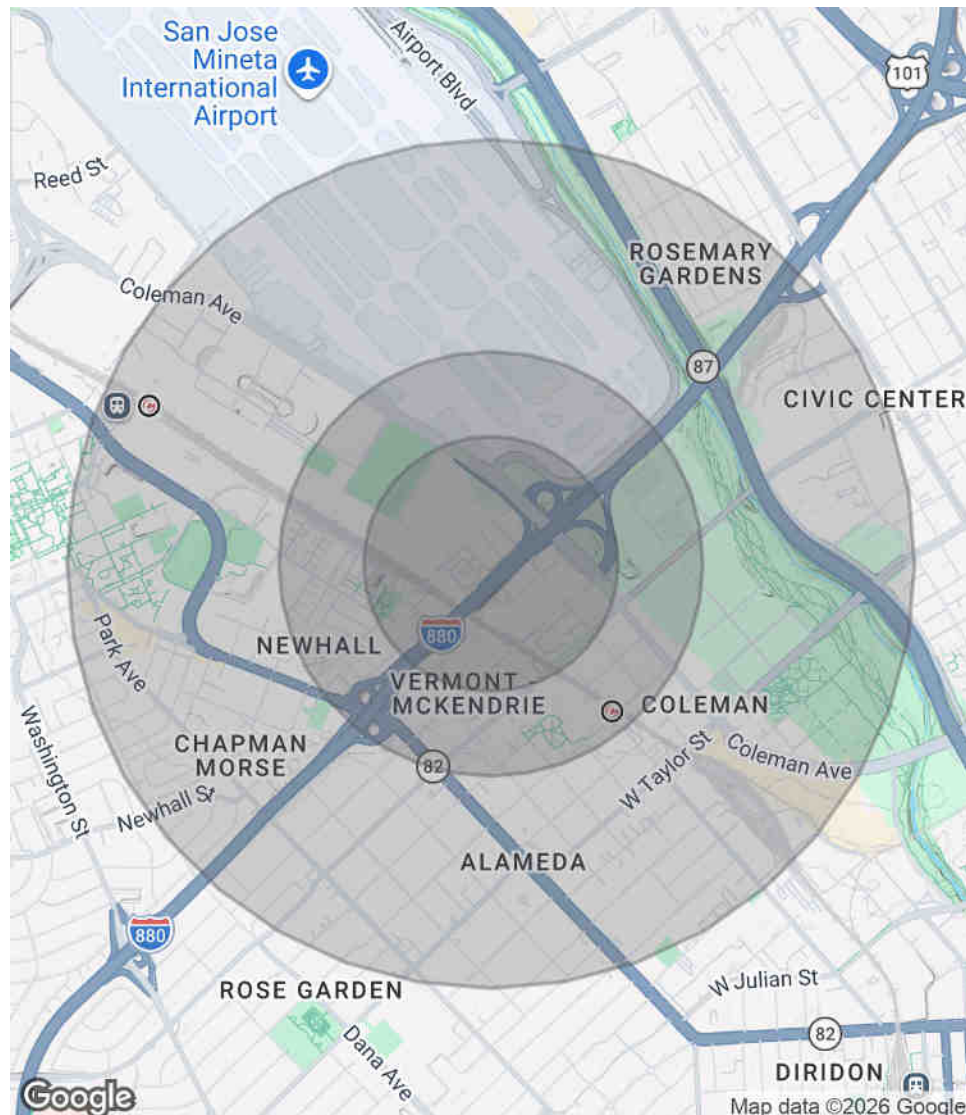 San Jose
Mineta
International
Airport
Airport Blvd
101
Reed St
ROSEMARY
GARDENS
Coleman Ave
87
CIVIC CENTER
NEWHALL
880
Park Ave
VERMONT -
MCKENDRIE
COLEMAN
Washington St
CHAPMAN
MORSE
82
W Taylor St
Coleman Ave
Newhall St
ALAMEDA
880
ROSE GARDEN
W Julian St
Dana Ave
82
DIRIDON
Google
Map data ©2026 Google